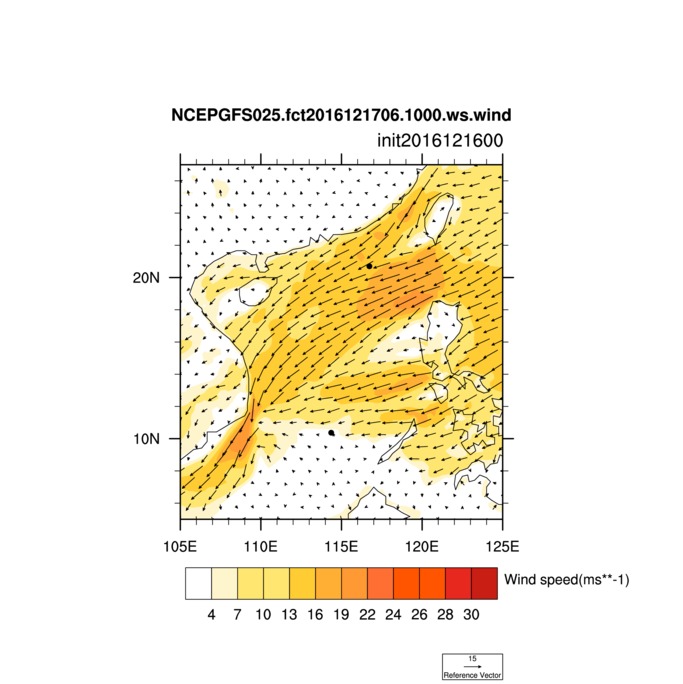 NCEPGFS025.fct2016121706.1000.ws.wind
init2016121600
20N
10N
105E 110E 115E 120E 125E
Wind speed(ms**-1)
4 7 10 13 16 19 22 24 26 28 30
15
Reference Vector